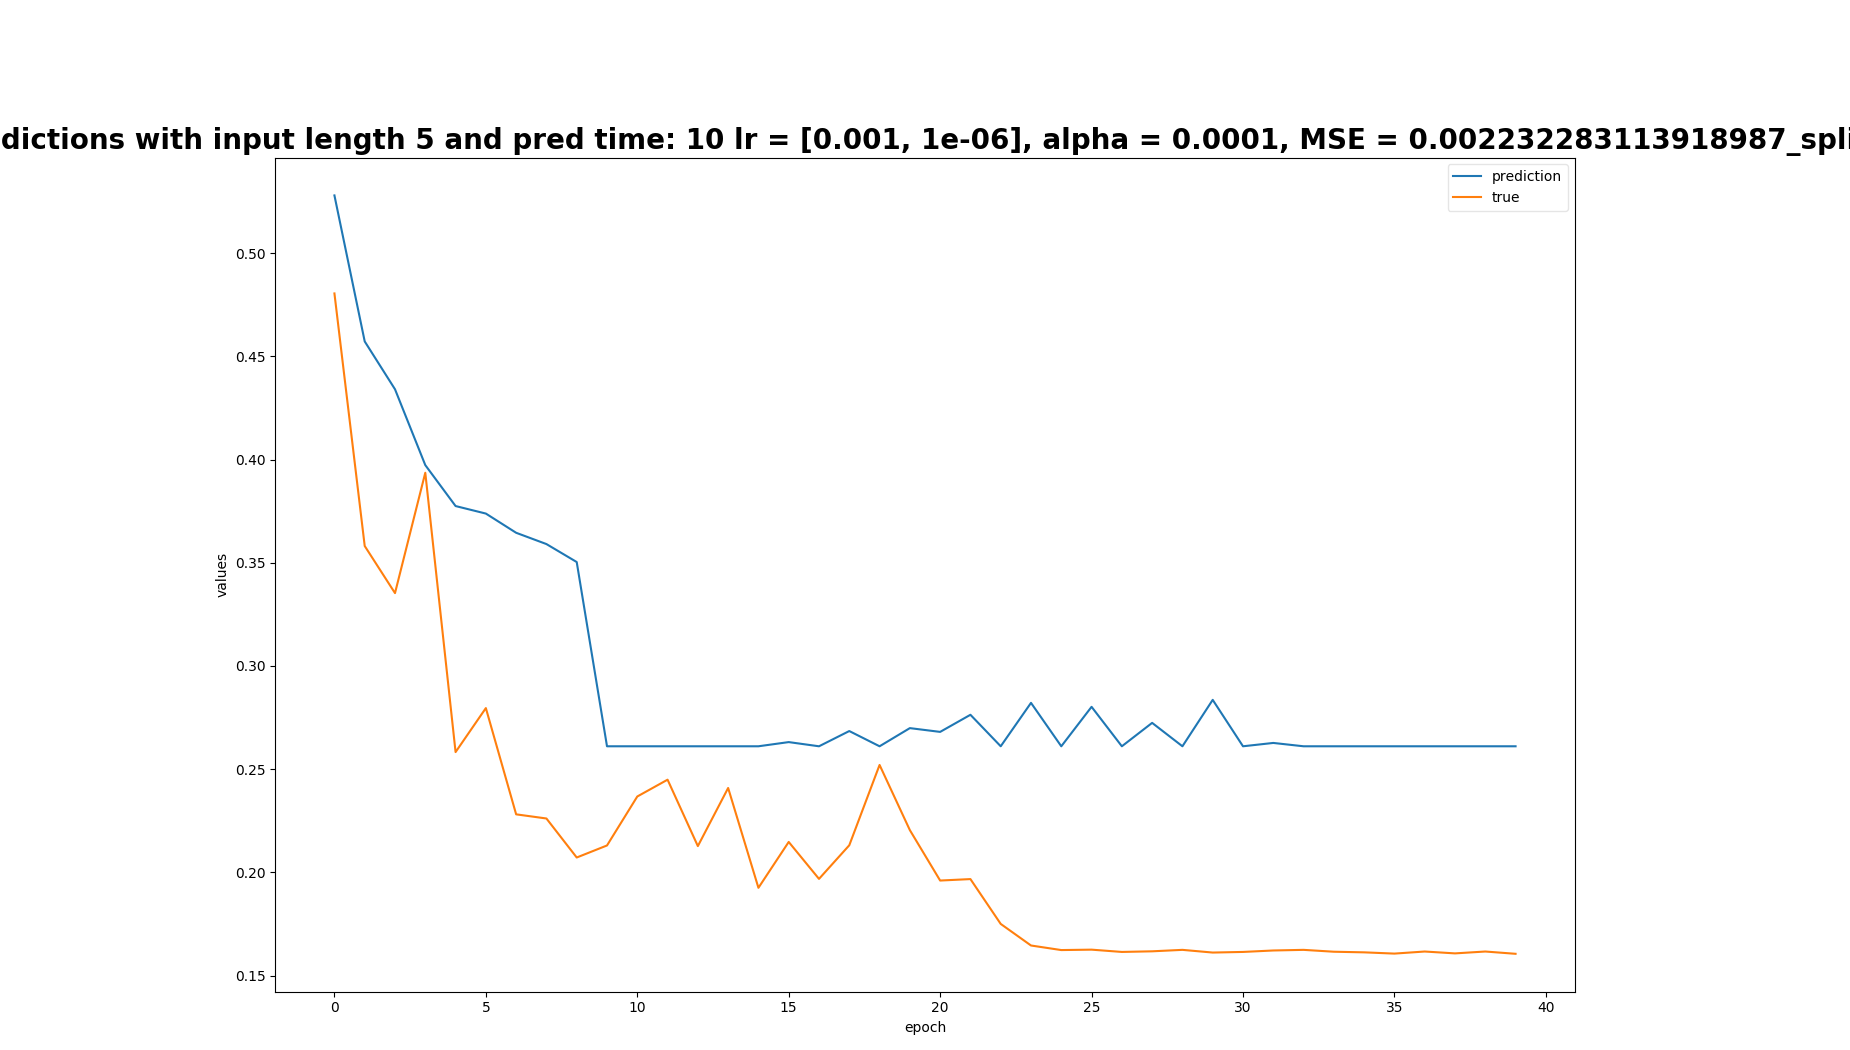 dictions with input length 5 and pred time: 10 lr = [0.001, 1e-06], alpha = 0.0001, MSE = 0.002232283113918987_spli
prediction
true
0.50
0.45
0.40
0.35
0.30
0.25
0.20
0.15
values
0 5 10 15 20 25 30 35 40
epoch